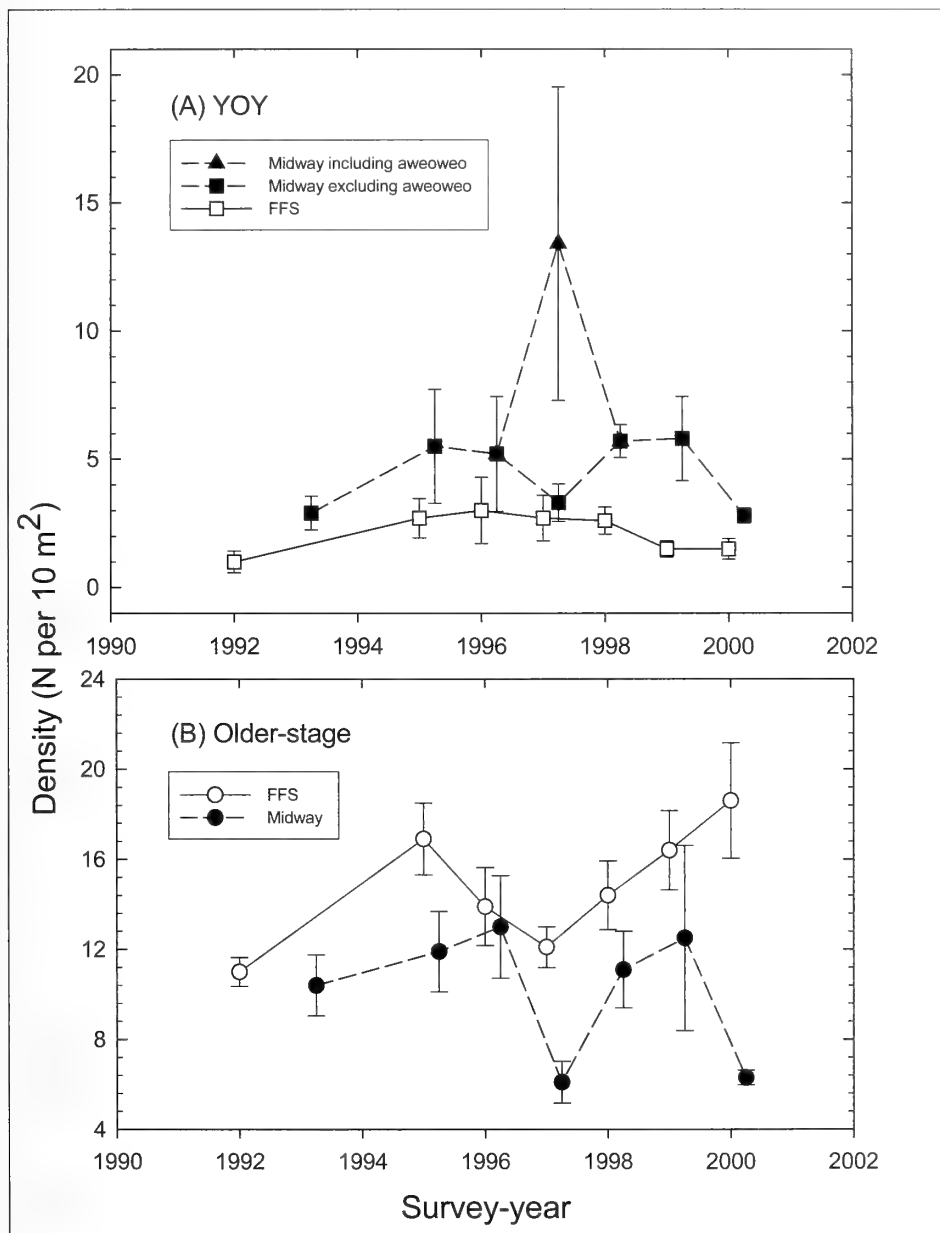 20
(A) YOY
Midway including aweoweo
Midway excluding aweoweo
FFS
15
10
5
0
1990 1992 1994 1996 1998 2000 2002
Density (N per 10 m²)
24
(B) Older-stage
FFS
Midway
20
16
12
8
4
1990 1992 1994 1996 1998 2000 2002
Survey-year